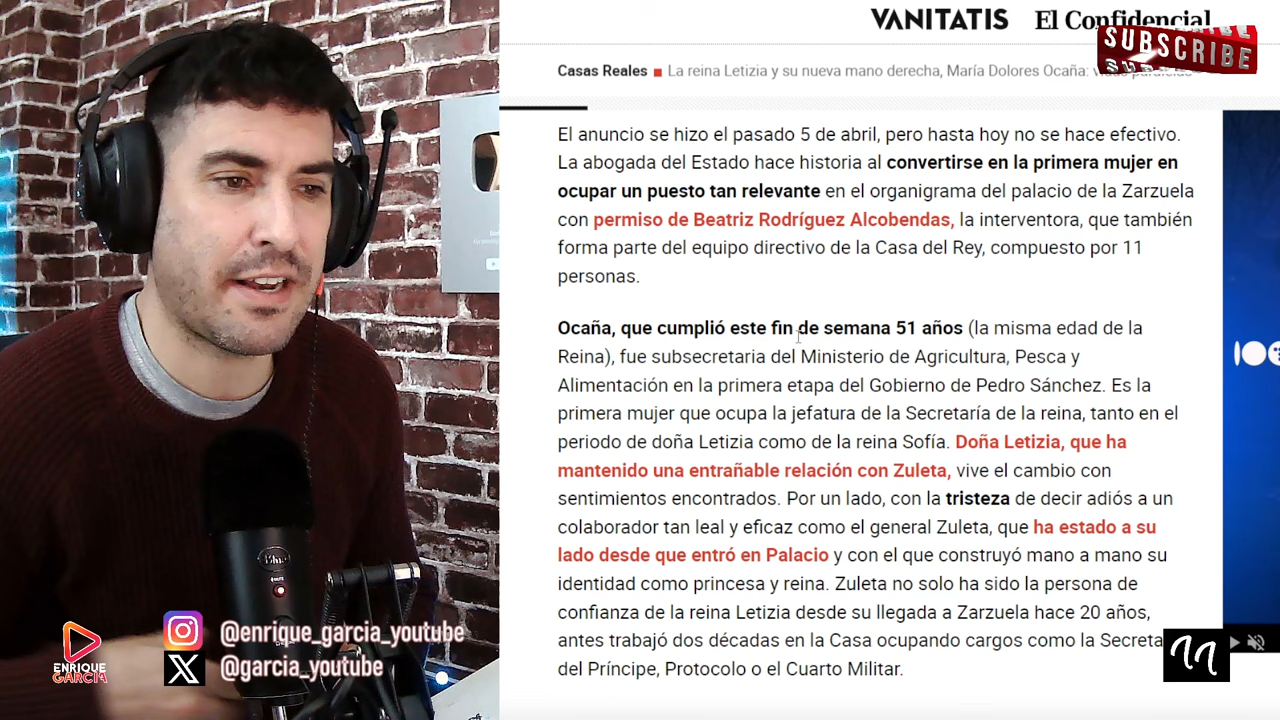 VANITATIS El Confidencial
SUBSCRIBE
Casas Reales ■ La reina Letizia y su nueva mano derecha, María Dolores Ocaña: vidas paralelas
El anuncio se hizo el pasado 5 de abril, pero hasta hoy no se hace efectivo.
La abogada del Estado hace historia al convertirse en la primera mujer en
ocupar un puesto tan relevante en el organigrama del palacio de la Zarzuela
con permiso de Beatriz Rodríguez Alcobendas, la interventora, que también
forma parte del equipo directivo de la Casa del Rey, compuesto por 11
personas.
Ocaña, que cumplió este fin de semana 51 años (la misma edad de la
Reina), fue subsecretaria del Ministerio de Agricultura, Pesca y
Alimentación en la primera etapa del Gobierno de Pedro Sánchez. Es la
primera mujer que ocupa la jefatura de la Secretaría de la reina, tanto en el
periodo de doña Letizia como de la reina Sofía. Doña Letizia, que ha
mantenido una entrañable relación con Zuleta, vive el cambio con
sentimientos encontrados. Por un lado, con la tristeza de decir adiós a un
colaborador tan leal y eficaz como el general Zuleta, que ha estado a su
lado desde que entró en Palacio y con el que construyó mano a mano su
identidad como princesa y reina. Zuleta no solo ha sido la persona de
confianza de la reina Letizia desde su llegada a Zarzuela hace 20 años,
antes trabajó dos décadas en la Casa ocupando cargos como la Secreta
del Príncipe, Protocolo o el Cuarto Militar.
ENRIQUE
GARCIA
@enrique_garcia_youtube
@garcia_youtube